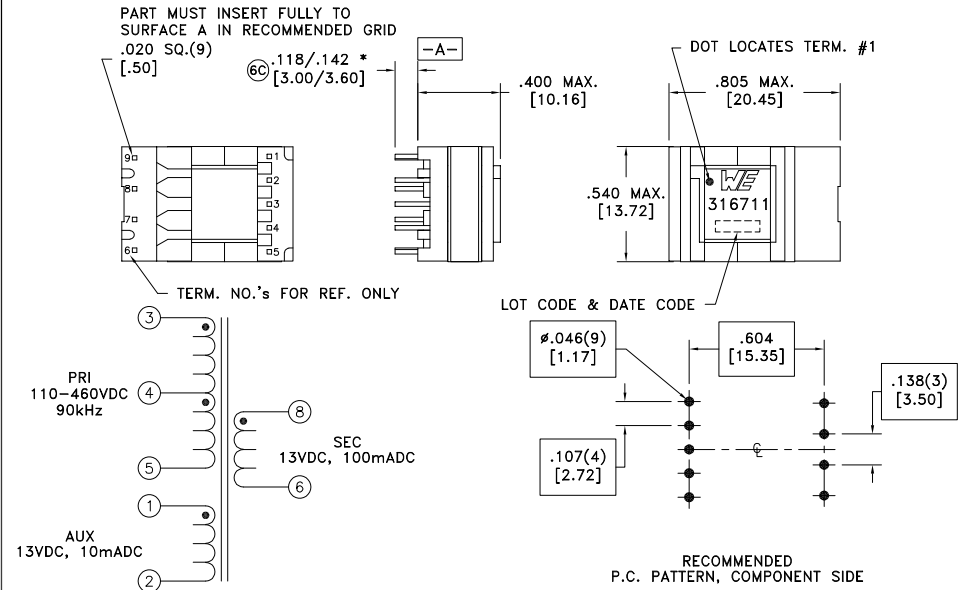 PART MUST INSERT FULLY TO
SURFACE A IN RECOMMENDED GRID
.020 SQ.(9)
[.50]
6C .118/.142 *
[3.00/3.60]
-A-
.400 MAX.
[10.16]
DOT LOCATES TERM. #1
.805 MAX.
[20.45]
9
8
7
6
1
2
3
4
5
.540 MAX.
[13.72]
WE
316711
TERM. NO.'s FOR REF. ONLY
LOT CODE & DATE CODE
3
PRI
110-460VDC
90kHz
4
5
1
AUX
13VDC, 10mADC
2
8
SEC
13VDC, 100mADC
6
ø.046(9)
[1.17]
.604
[15.35]
.138(3)
[3.50]
.107(4)
[2.72]
℄
RECOMMENDED
P.C. PATTERN, COMPONENT SIDE